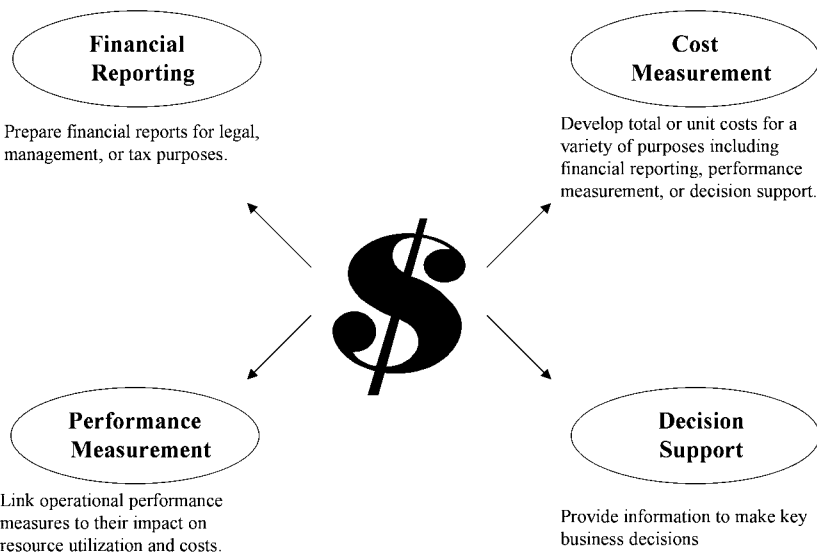 Financial
Reporting
Prepare financial reports for legal,
management, or tax purposes.
Cost
Measurement
Develop total or unit costs for a
variety of purposes including
financial reporting, performance
measurement, or decision support.
$
Performance
Measurement
Link operational performance
measures to their impact on
resource utilization and costs.
Decision
Support
Provide information to make key
business decisions